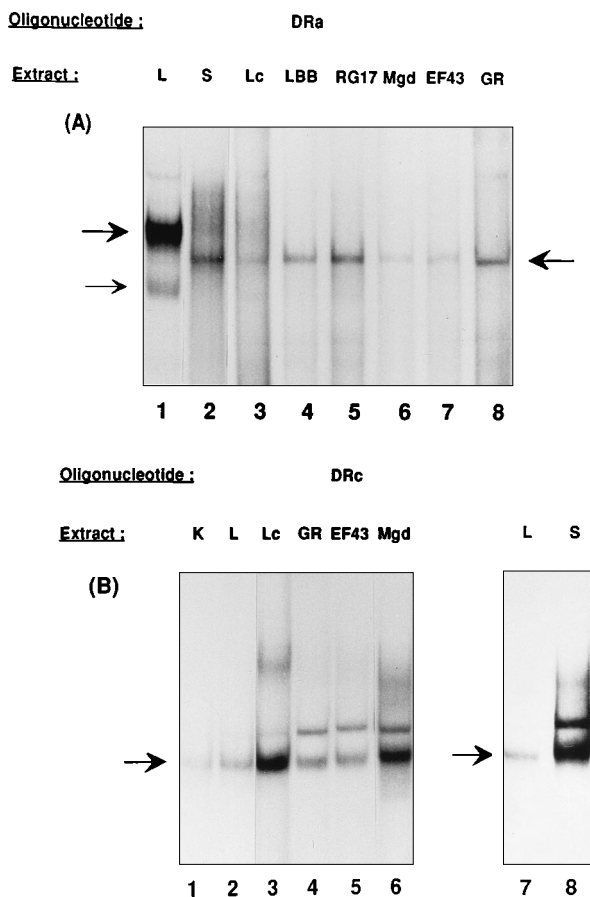 Oligonucleotide : DRa
Extract : L S Lc LBB RG17 Mgd EF43 GR
(A)
1 2 3 4 5 6 7 8
Oligonucleotide : DRc
Extract : K L Lc GR EF43 Mgd L S
(B)
1 2 3 4 5 6 7 8